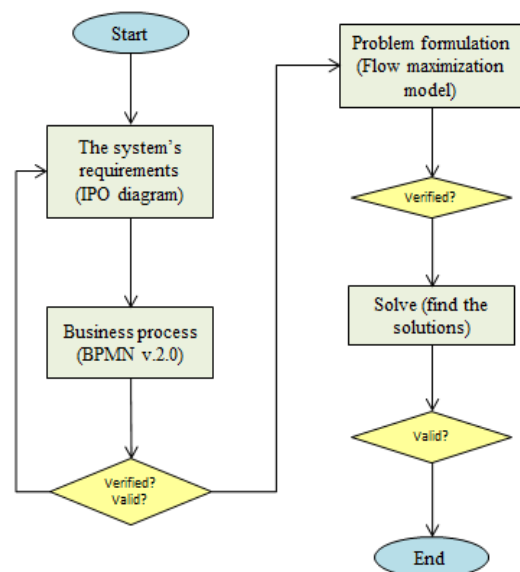 Start
The system's
requirements
(IPO diagram)
Business process
(BPMN v.2.0)
Verified?
Valid?
Problem formulation
(Flow maximization
model)
Verified?
Solve (find the
solutions)
Valid?
End